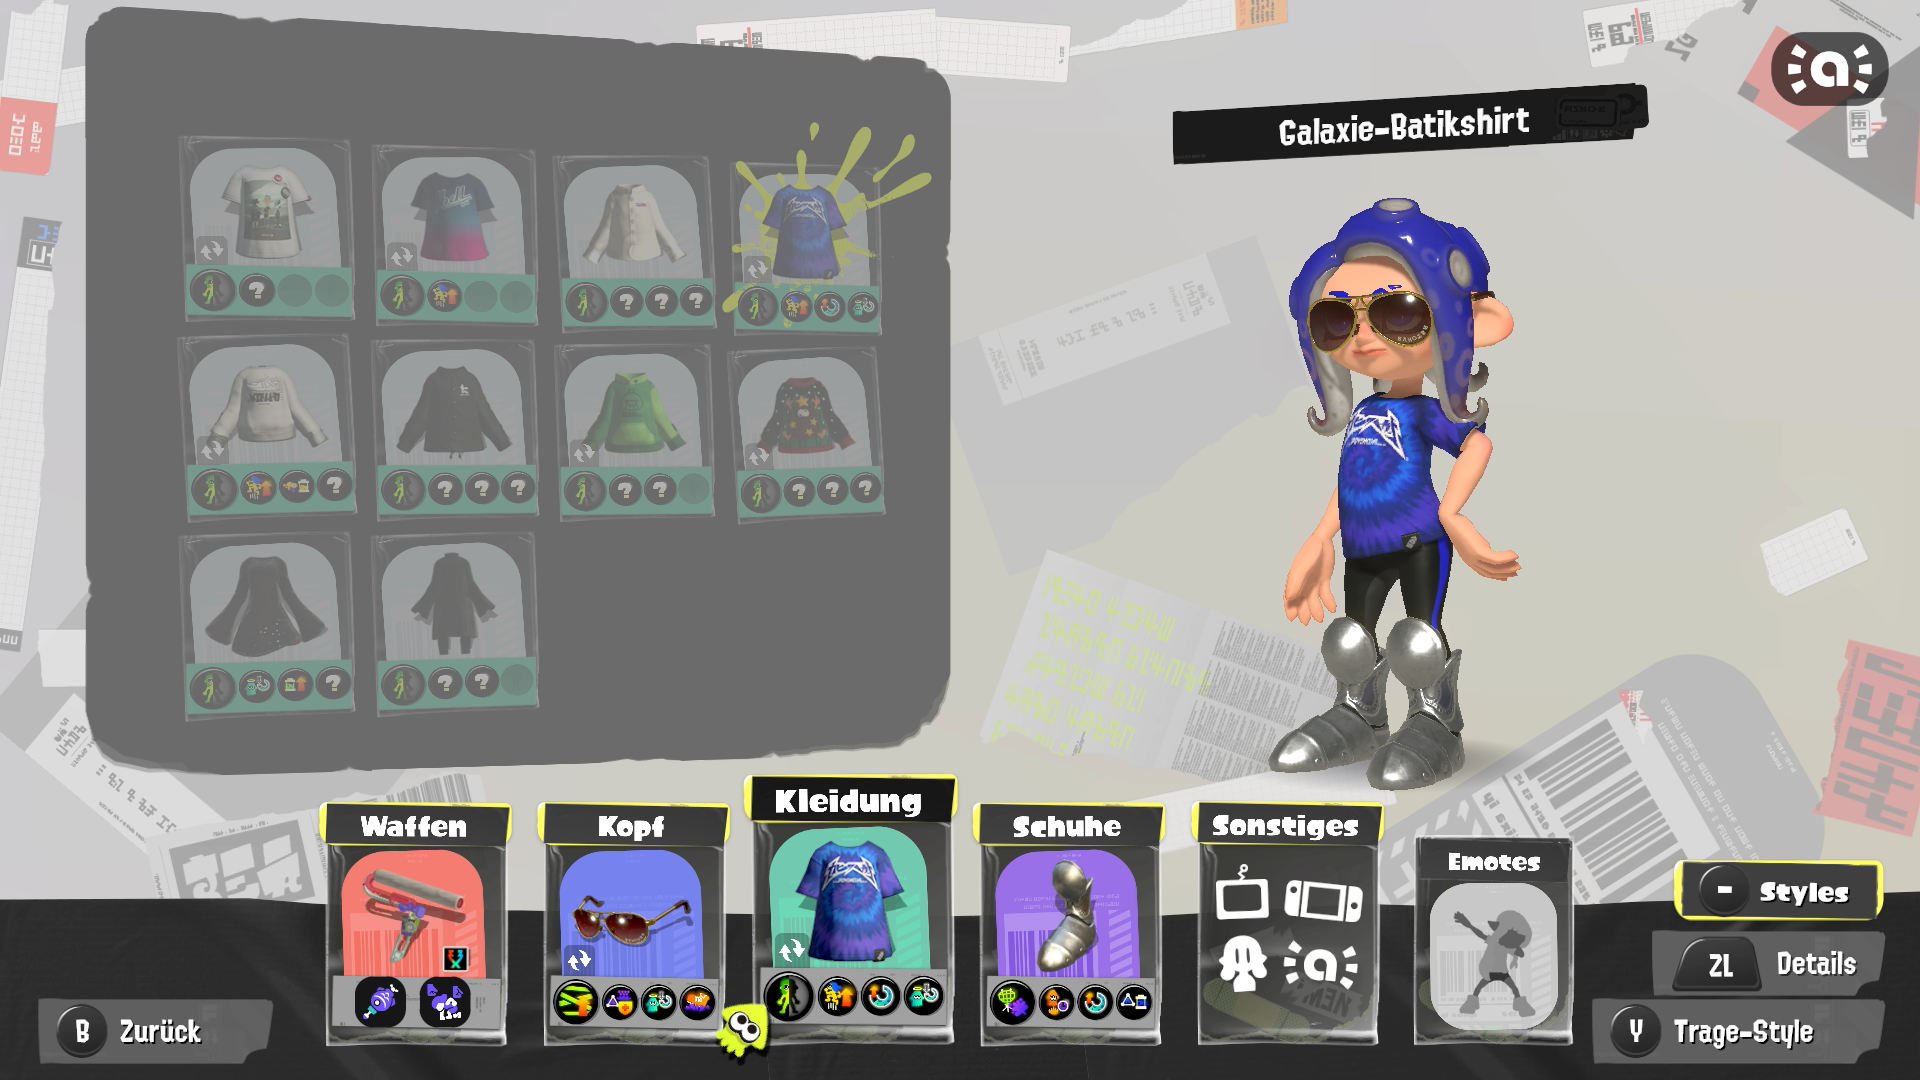 Galaxie-Batikshirt
Waffen
Kopf
Kleidung
Schuhe
Sonstiges
Emotes
- Styles
ZL Details
B Zurück
Y Trage-Style